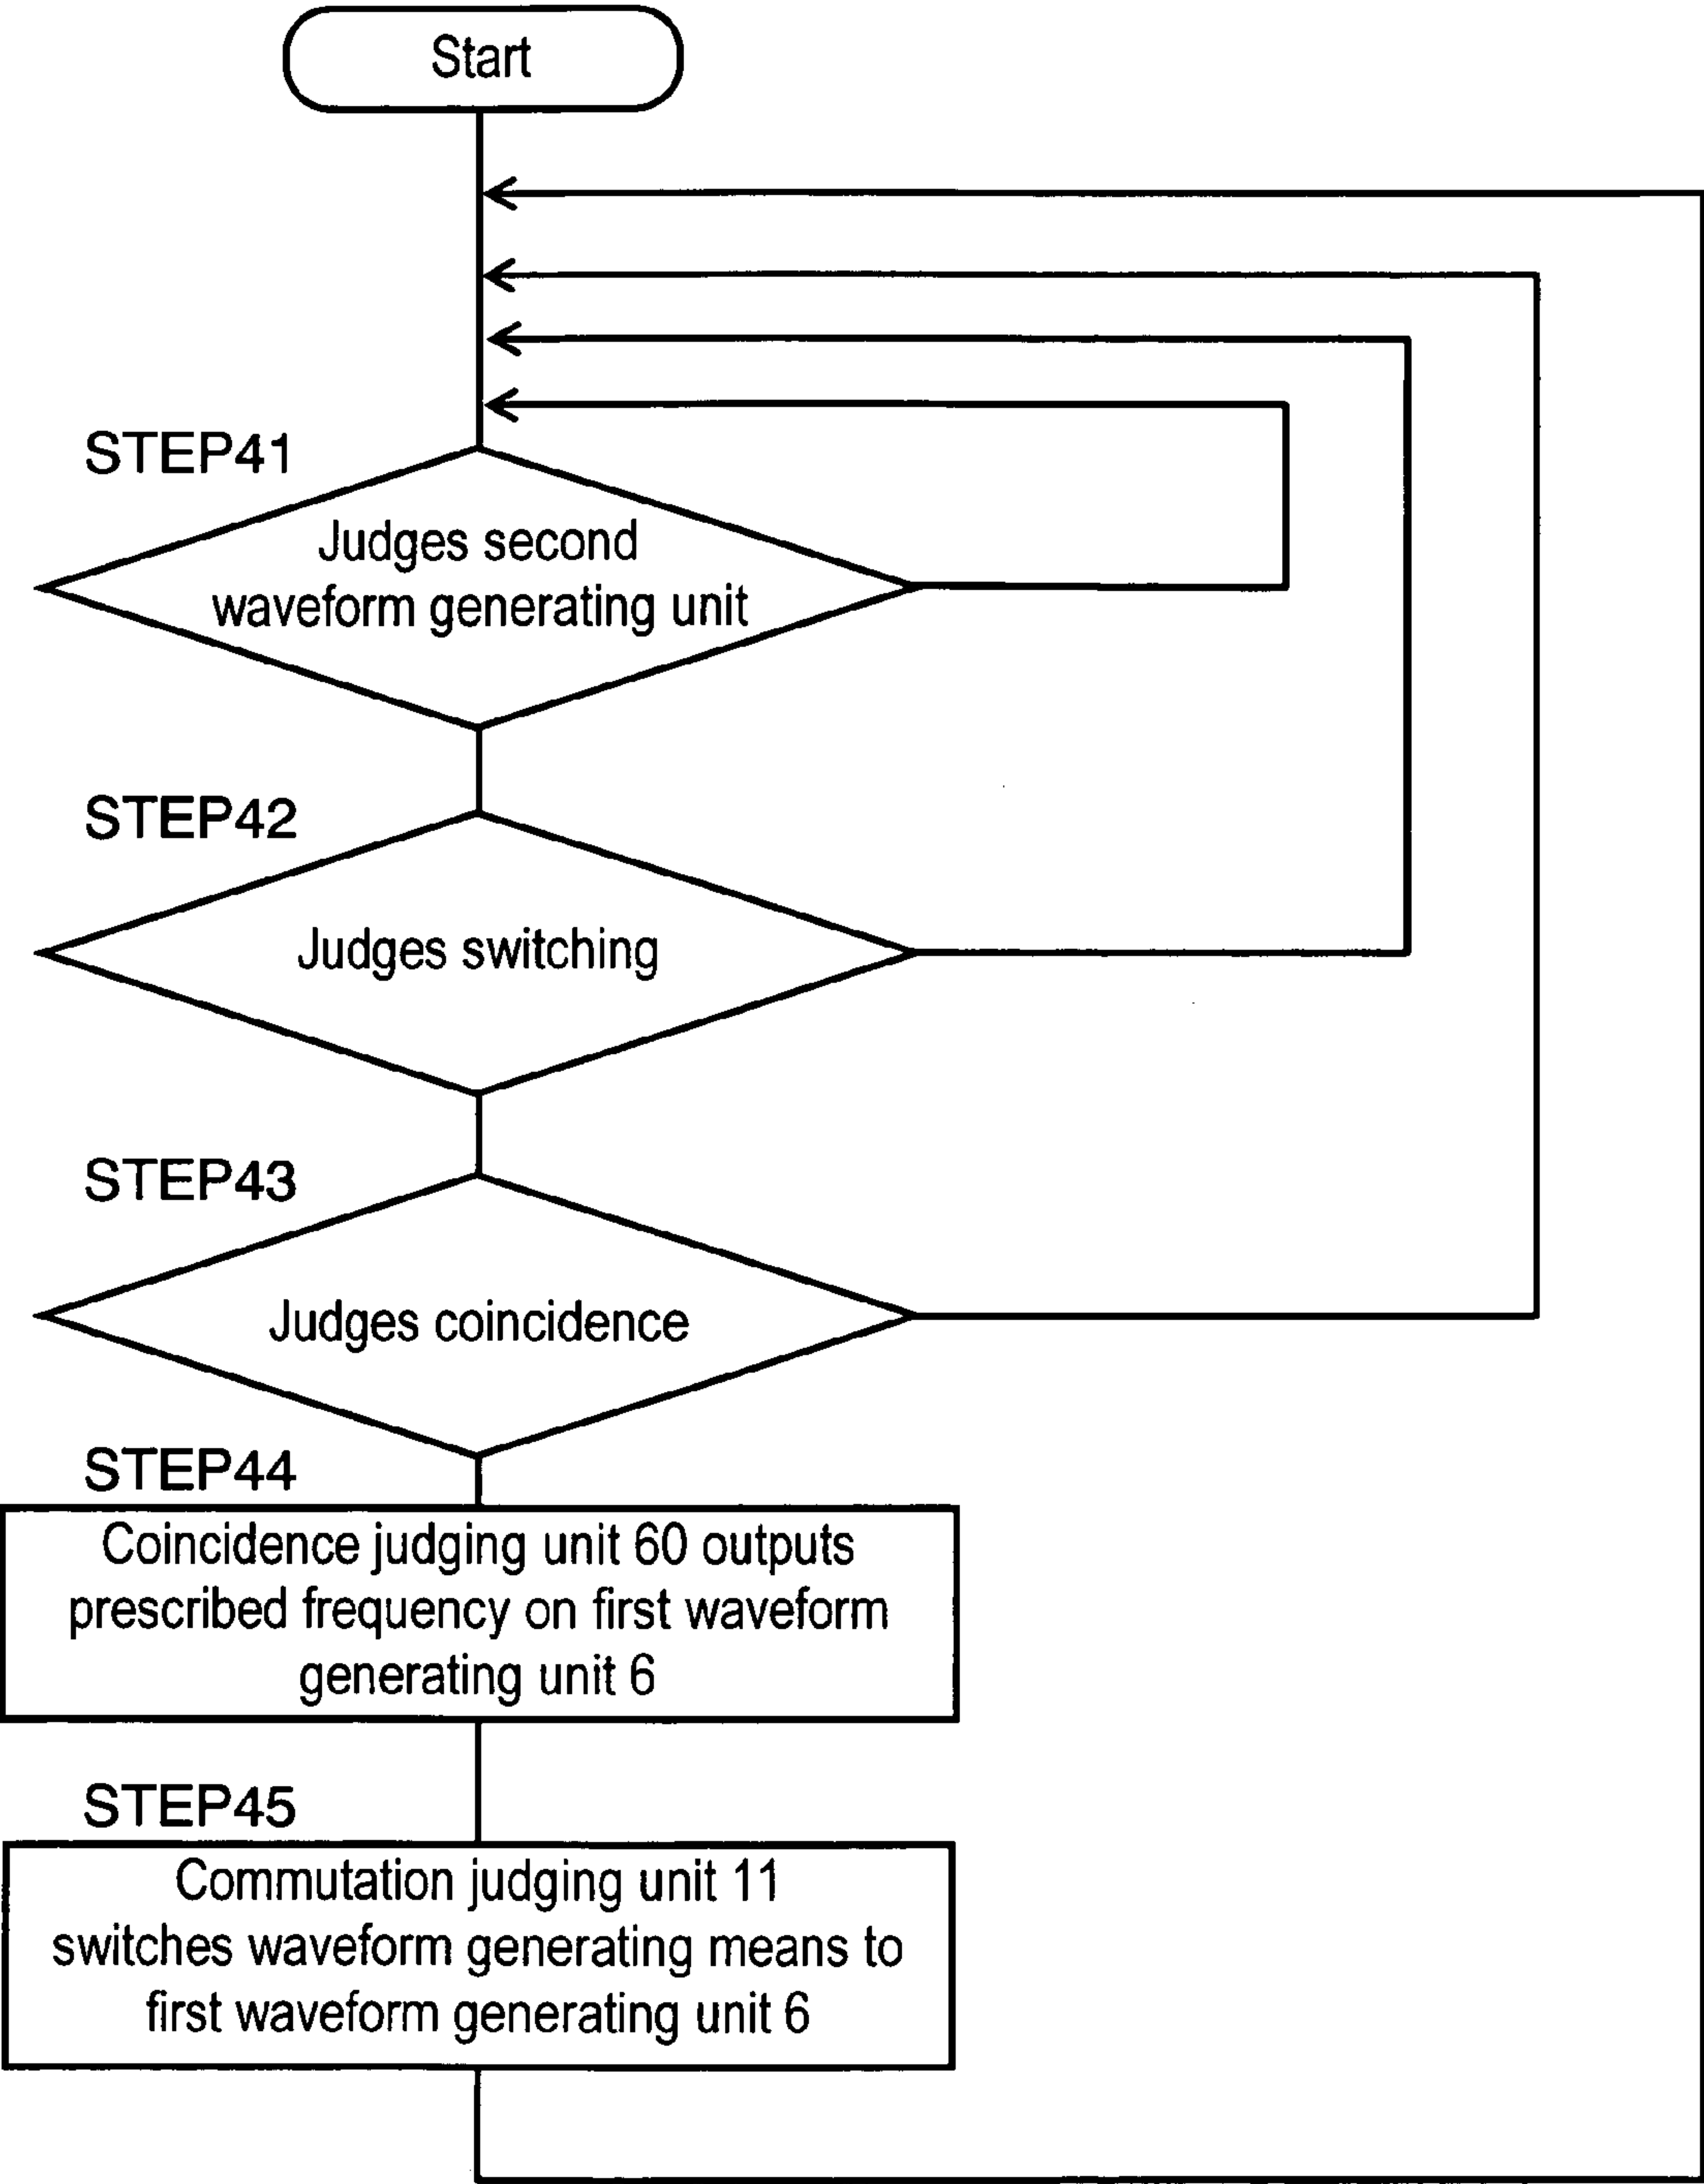 Start
STEP41
Judges second
waveform generating unit
STEP42
Judges switching
STEP43
Judges coincidence
STEP44
Coincidence judging unit 60 outputs
prescribed frequency on first waveform
generating unit 6
STEP45
Commutation judging unit 11
switches waveform generating means to
first waveform generating unit 6